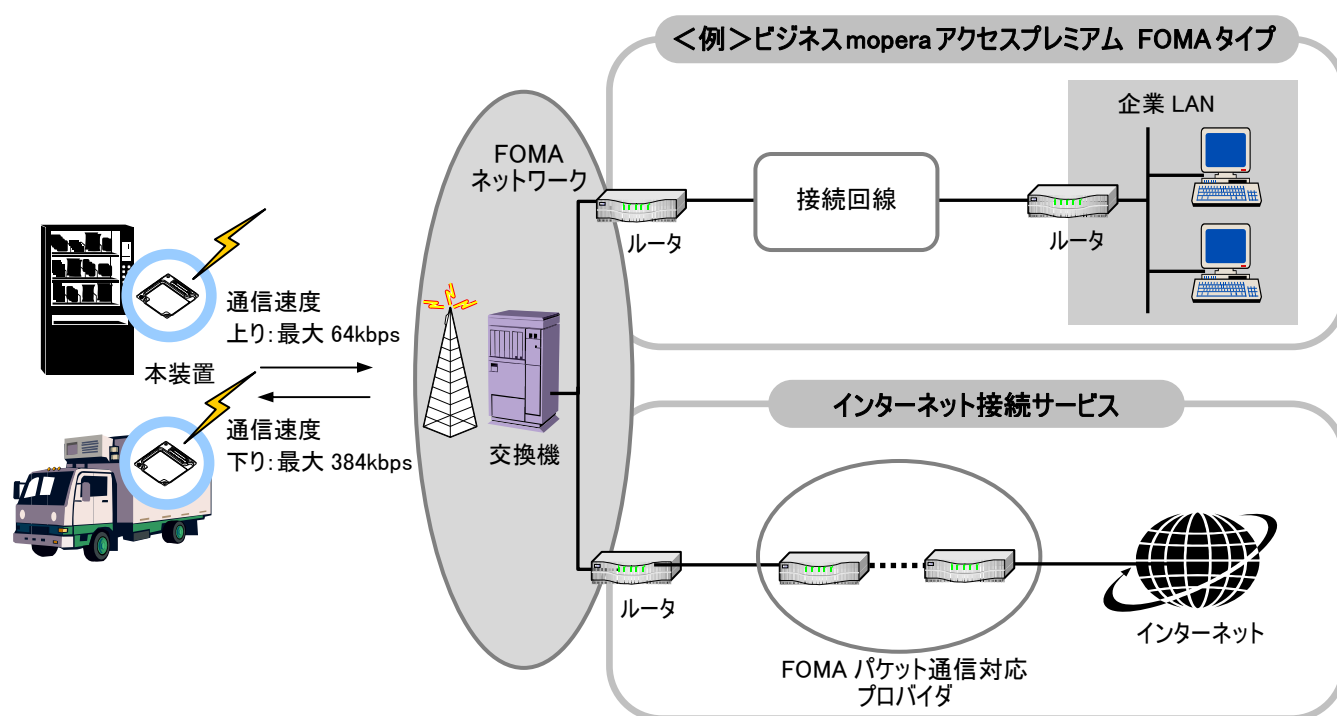 ＜例＞ビジネスmoperaアクセスプレミアム FOMAタイプ
企業 LAN
FOMA
ネットワーク
接続回線
ルータ
ルータ
通信速度
上り：最大 64kbps
本装置
通信速度
下り：最大 384kbps
交換機
インターネット接続サービス
ルータ
インターネット
FOMA パケット通信対応
プロバイダ